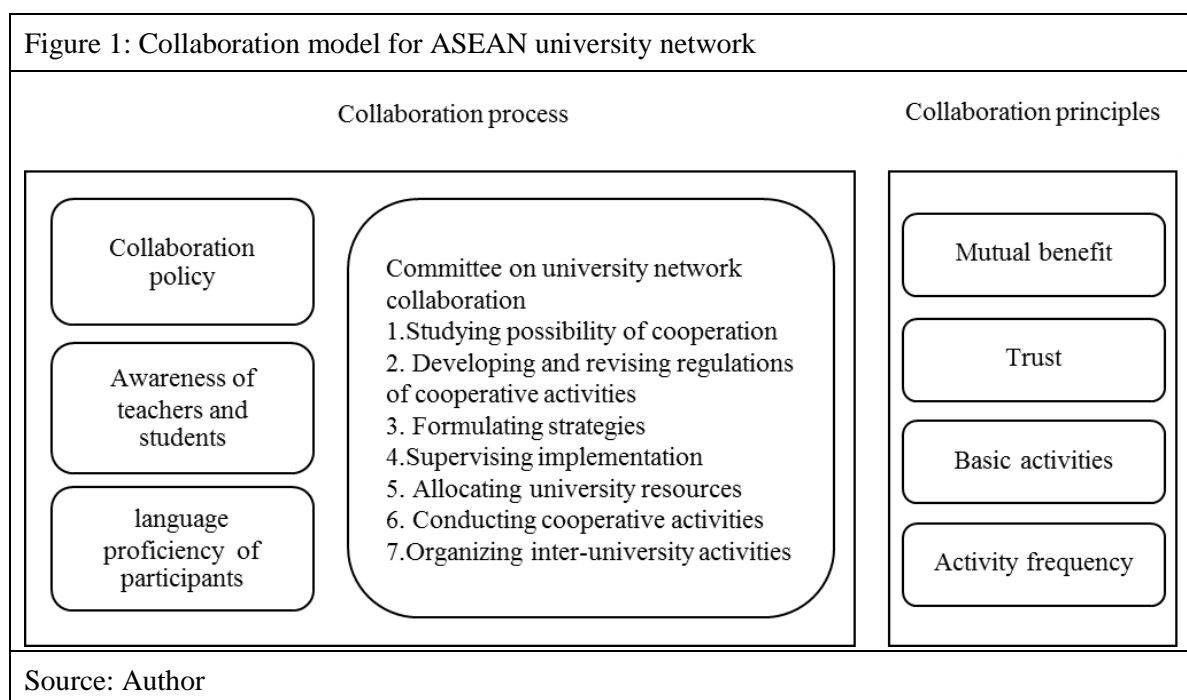 Figure 1: Collaboration model for ASEAN university network
Collaboration process
Collaboration principles
Collaboration
policy
Awareness of
teachers and
students
language
proficiency of
participants
Committee on university network
collaboration
1.Studying possibility of cooperation
2. Developing and revising regulations
of cooperative activities
3. Formulating strategies
4.Supervising implementation
5. Allocating university resources
6. Conducting cooperative activities
7.Organizing inter-university activities
Mutual benefit
Trust
Basic activities
Activity frequency
Source: Author